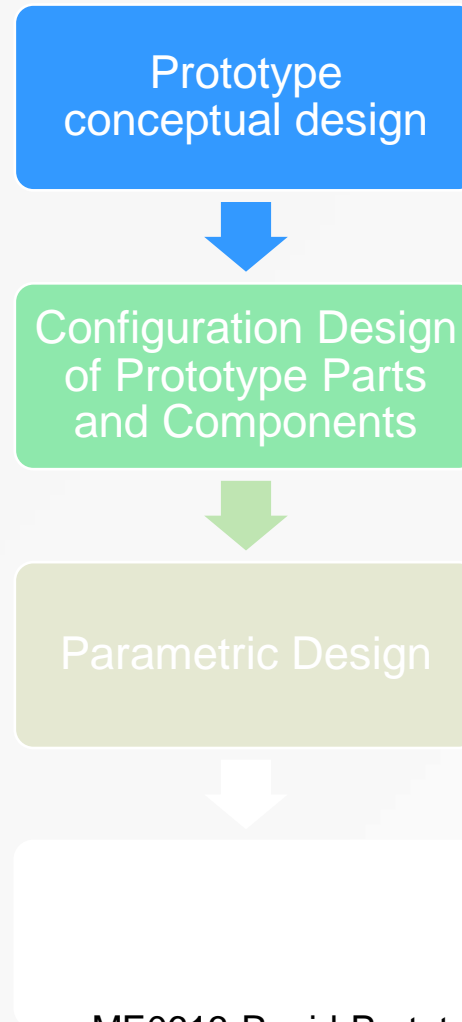 Prototype
conceptual design
Configuration Design
of Prototype Parts
and Components
Parametric Design